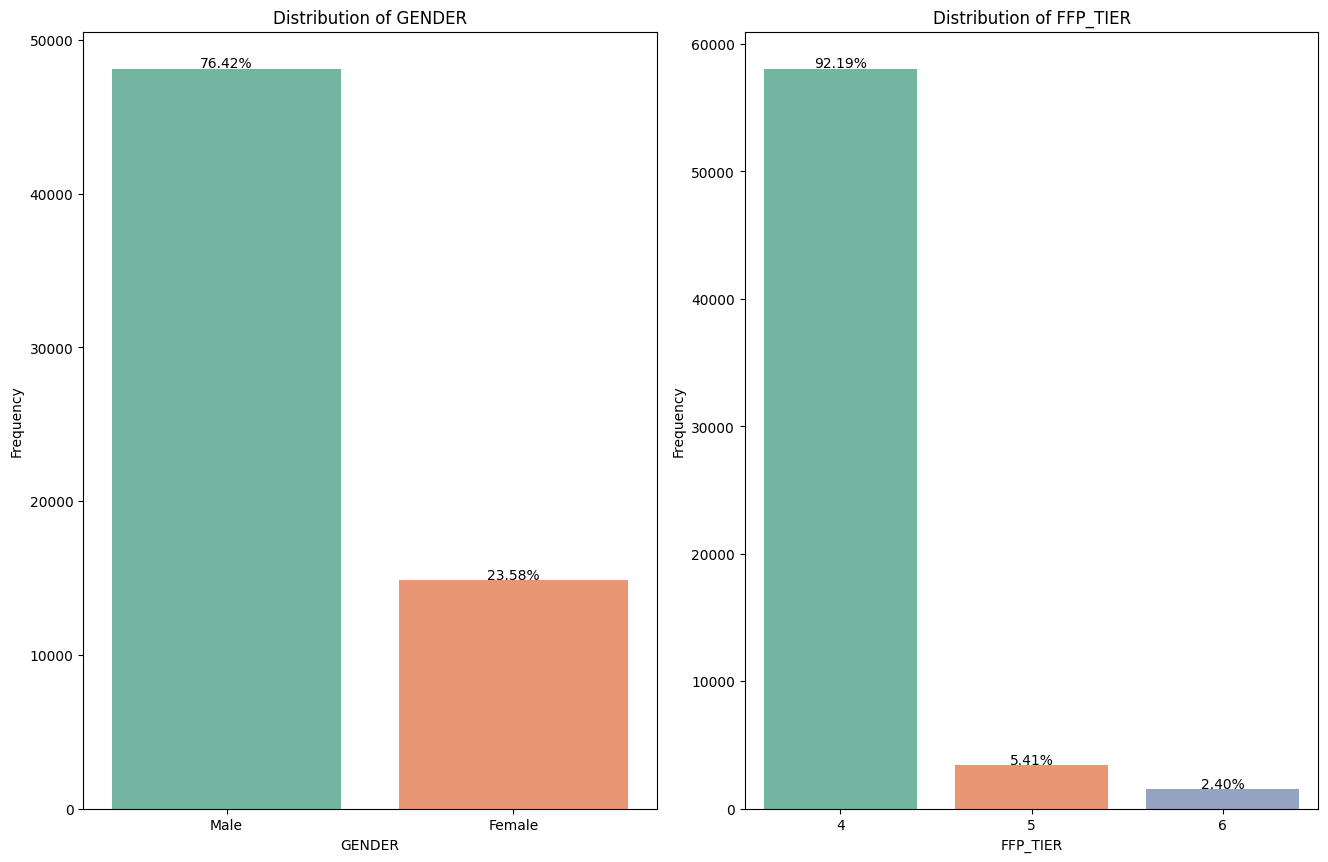 Distribution of GENDER
50000
40000
30000
20000
10000
0
Frequency
76.42%
23.58%
Male
Female
GENDER
Distribution of FFP_TIER
60000
50000
40000
30000
20000
10000
0
Frequency
92.19%
5.41%
2.40%
4
5
6
FFP_TIER